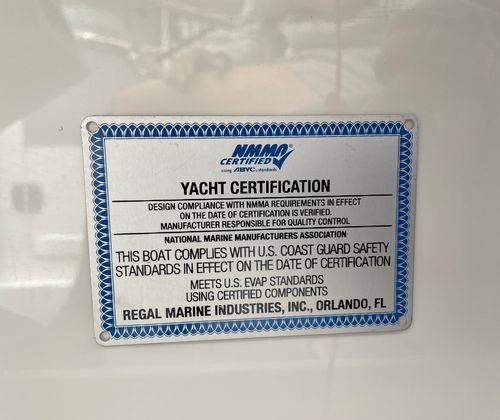 NMMA®
CERTIFIED
using ABYC standards
YACHT CERTIFICATION
DESIGN COMPLIANCE WITH NMMA REQUIREMENTS IN EFFECT
ON THE DATE OF CERTIFICATION IS VERIFIED.
MANUFACTURER RESPONSIBLE FOR QUALITY CONTROL
NATIONAL MARINE MANUFACTURERS ASSOCIATION
THIS BOAT COMPLIES WITH U.S. COAST GUARD SAFETY
STANDARDS IN EFFECT ON THE DATE OF CERTIFICATION
MEETS U.S. EVAP STANDARDS
USING CERTIFIED COMPONENTS
REGAL MARINE INDUSTRIES, INC., ORLANDO, FL